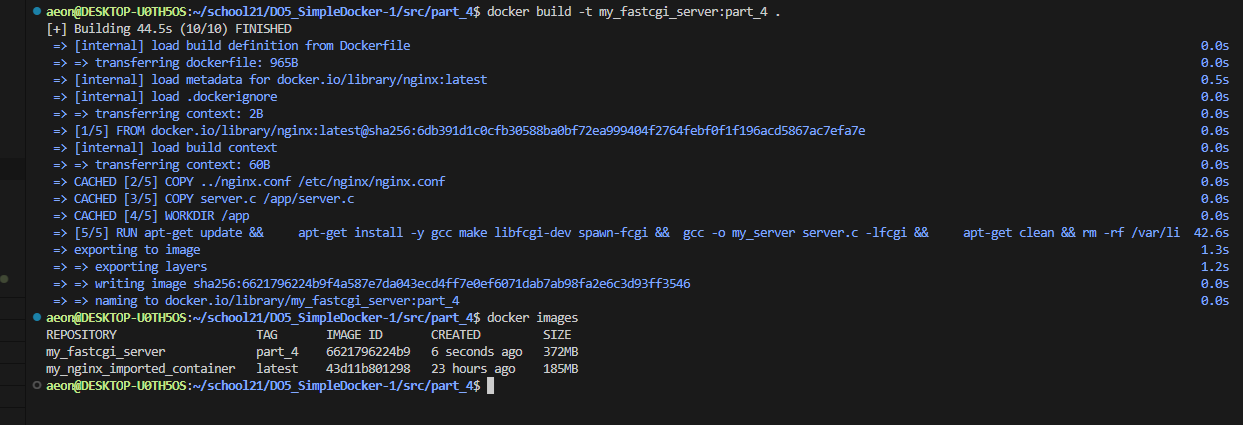 aeon@DESKTOP-U0TH5OS:~/school21/DO5_SimpleDocker-1/src/part_4$ docker build -t my_fastcgi_server:part_4 .
[+] Building 44.5s (10/10) FINISHED
=> [internal] load build definition from Dockerfile 0.0s
=> => transferring dockerfile: 965B 0.0s
=> [internal] load metadata for docker.io/library/nginx:latest 0.5s
=> [internal] load .dockerignore 0.0s
=> => transferring context: 2B 0.0s
=> [1/5] FROM docker.io/library/nginx:latest@sha256:6db391d1c0cfb30588ba0bf72ea999404f2764febf0f1f196acd5867ac7efa7e 0.0s
=> [internal] load build context 0.0s
=> => transferring context: 60B 0.0s
=> CACHED [2/5] COPY ../nginx.conf /etc/nginx/nginx.conf 0.0s
=> CACHED [3/5] COPY server.c /app/server.c 0.0s
=> CACHED [4/5] WORKDIR /app 0.0s
=> [5/5] RUN apt-get update &&     apt-get install -y gcc make libfcgi-dev spawn-fcgi &&  gcc -o my_server server.c -lfcgi &&     apt-get clean && rm -rf /var/li 42.6s
=> exporting to image 1.3s
=> => exporting layers 1.2s
=> => writing image sha256:6621796224b9f4a587e7da043ecd4ff7e0ef6071dab7ab98fa2e6c3d93ff3546 0.0s
=> => naming to docker.io/library/my_fastcgi_server:part_4 0.0s
aeon@DESKTOP-U0TH5OS:~/school21/DO5_SimpleDocker-1/src/part_4$ docker images
REPOSITORY TAG IMAGE ID CREATED SIZE
my_fastcgi_server part_4 6621796224b9 6 seconds ago 372MB
my_nginx_imported_container latest 43d11b801298 23 hours ago 185MB
aeon@DESKTOP-U0TH5OS:~/school21/DO5_SimpleDocker-1/src/part_4$